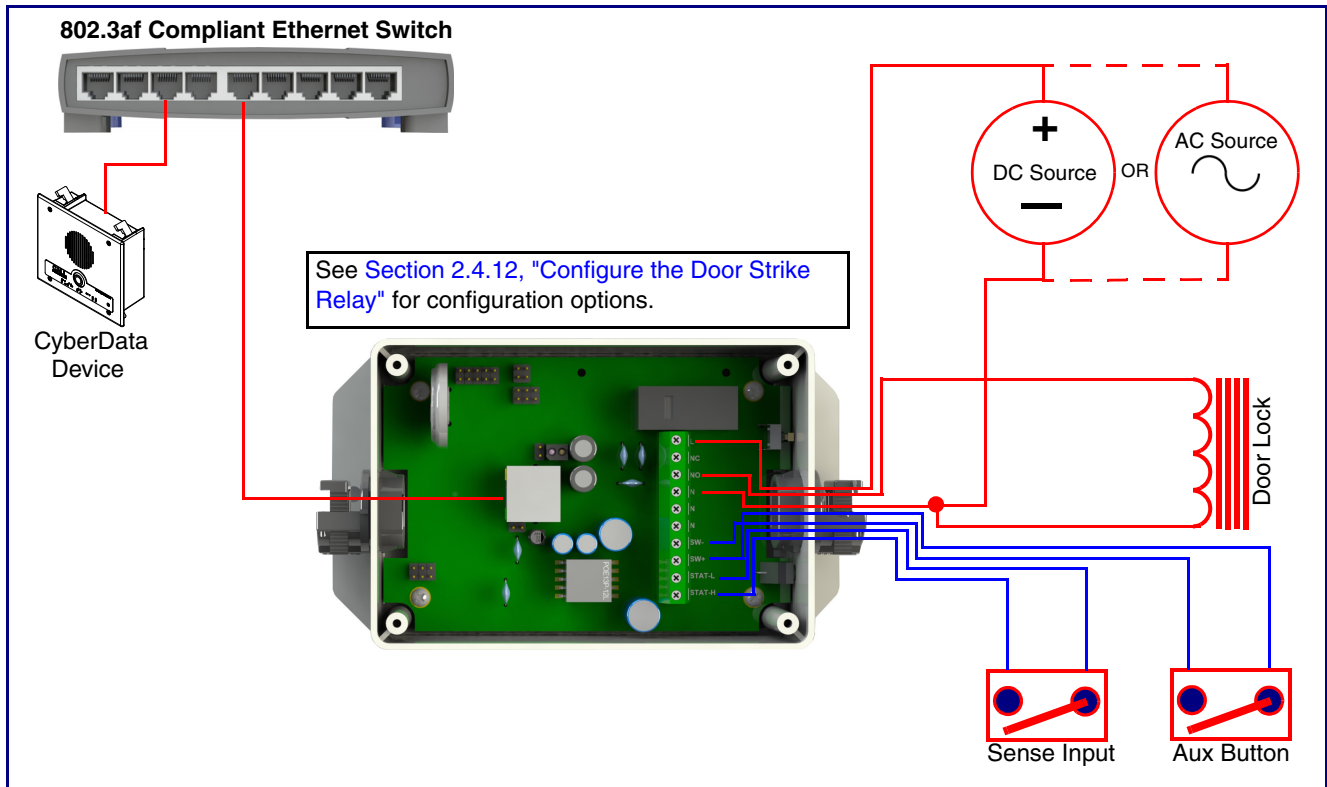 802.3af Compliant Ethernet Switch
+
DC Source
—
OR
AC Source
CyberData
Device
See Section 2.4.12, "Configure the Door Strike
Relay" for configuration options.
L
NC
NO
N
N
N
SW-
SW+
STAT-L
STAT-H
Door Lock
Sense Input
Aux Button